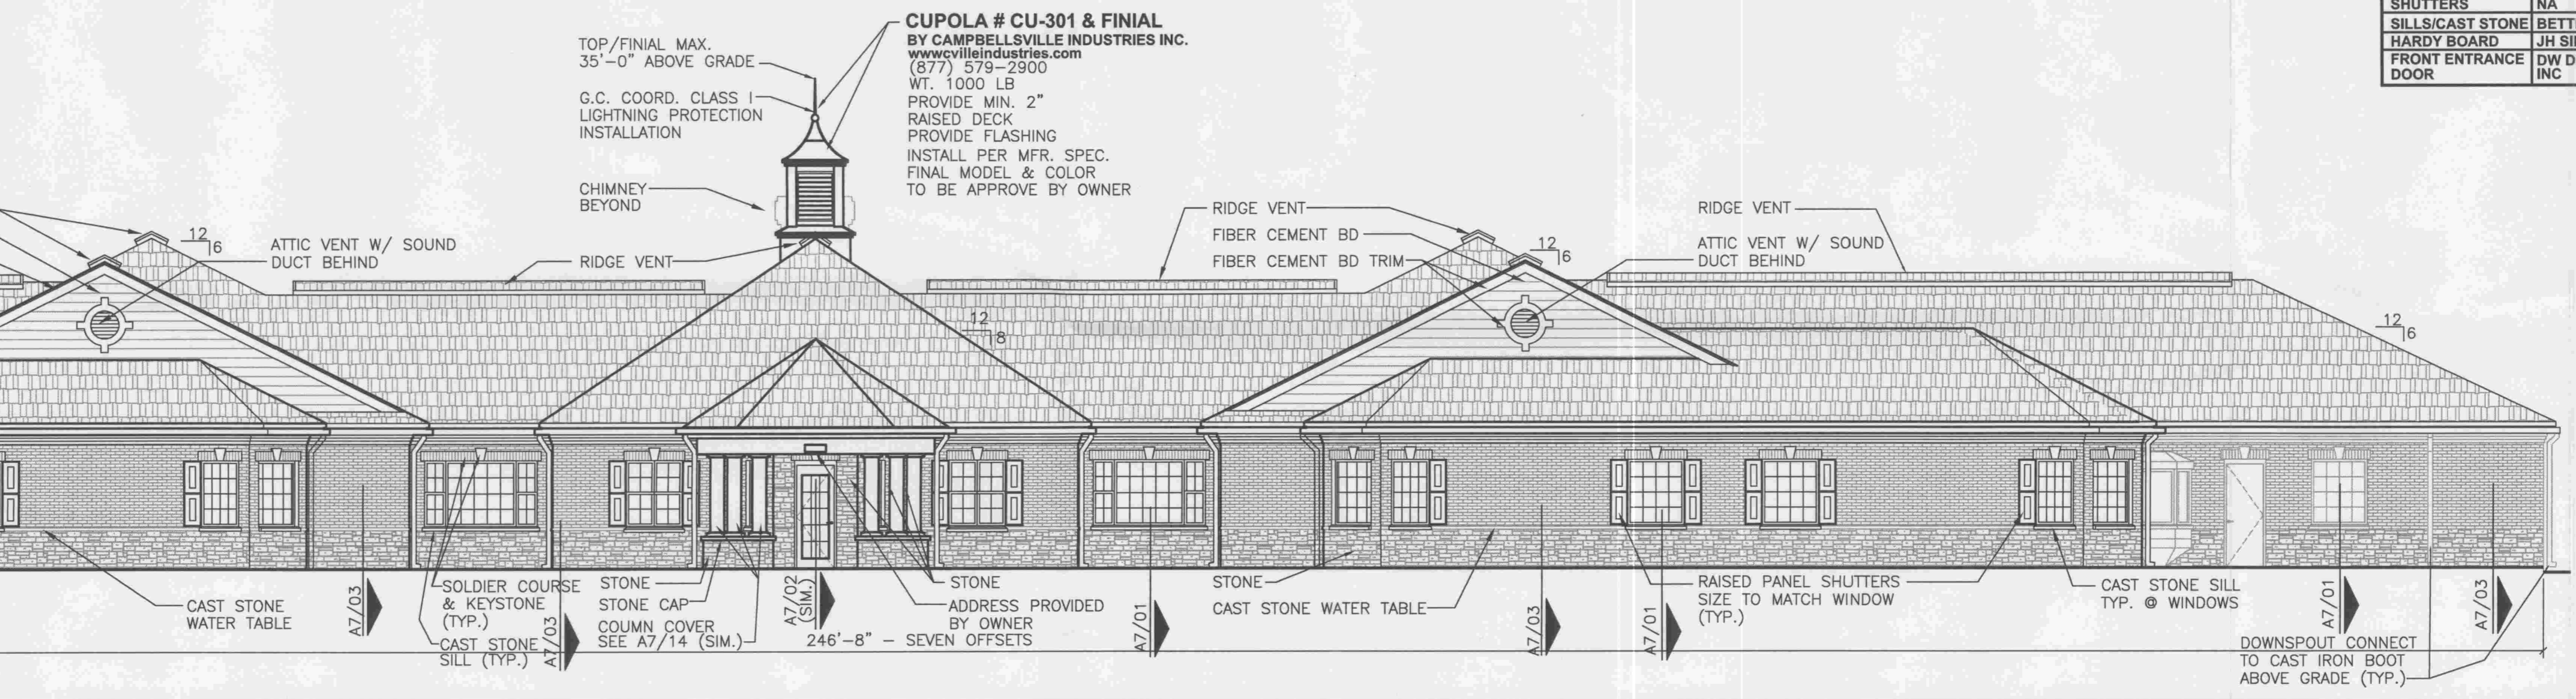 CUPOLA # CU-301 & FINIAL
BY CAMPBELLSVILLE INDUSTRIES INC.
wwwcvilleindustries.com
(877) 579-2900
WT. 1000 LB
PROVIDE MIN. 2"
RAISED DECK
PROVIDE FLASHING
INSTALL PER MFR. SPEC.
FINAL MODEL & COLOR
TO BE APPROVE BY OWNER
TOP/FINIAL MAX.
35'-0" ABOVE GRADE
G.C. COORD. CLASS I
LIGHTNING PROTECTION
INSTALLATION
CHIMNEY
BEYOND
SHUTTERS NA
SILLS/CAST STONE BETT
HARDY BOARD JH SI
FRONT ENTRANCE DOOR DW D
INC
12
6
ATTIC VENT W/ SOUND
DUCT BEHIND
RIDGE VENT
12
8
RIDGE VENT
FIBER CEMENT BD
FIBER CEMENT BD TRIM
12
6
RIDGE VENT
ATTIC VENT W/ SOUND
DUCT BEHIND
12
6
CAST STONE
WATER TABLE
A7/03
SOLDIER COURSE
& KEYSTONE
(TYP.)
CAST STONE
SILL (TYP.)
A7/03
STONE
STONE CAP
COUMN COVER
SEE A7/14 (SIM.)
A7/02
(SIM.)
STONE
ADDRESS PROVIDED
BY OWNER
246'-8" - SEVEN OFFSETS
A7/01
STONE
CAST STONE WATER TABLE
A7/03
A7/01
RAISED PANEL SHUTTERS
SIZE TO MATCH WINDOW
(TYP.)
CAST STONE SILL
TYP. @ WINDOWS
A7/01
A7/03
DOWNSPOUT CONNECT
TO CAST IRON BOOT
ABOVE GRADE (TYP.)